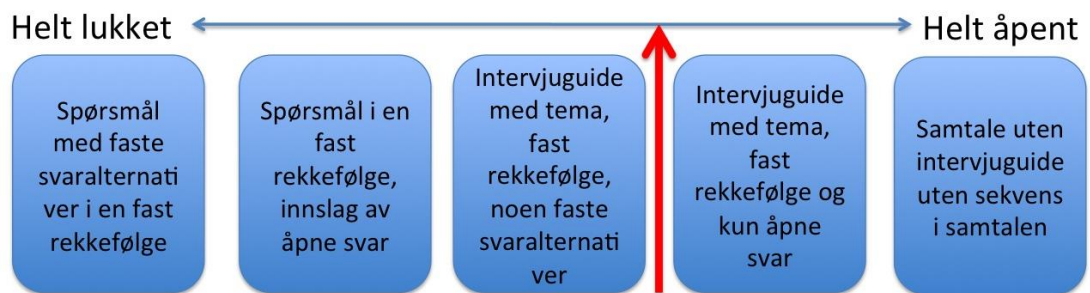 Helt lukket
Helt åpent
Spørsmål
med faste
svaralternati
ver i en fast
rekkefølge
Spørsmål i en
fast
rekkefølge,
innslag av
åpne svar
Intervjuguide
med tema,
fast
rekkefølge,
noen faste
svaralternati
ver
Intervjuguide
med tema,
fast
rekkefølge og
kun åpne
svar
Samtale uten
intervjuguide
uten sekvens
i samtalen